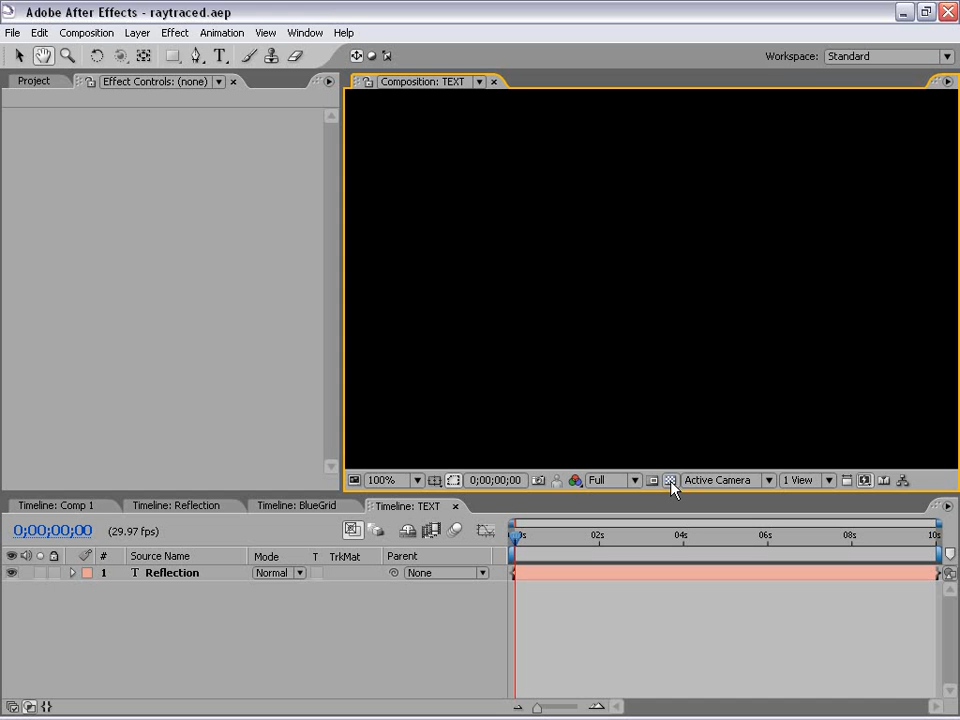 Adobe After Effects - raytraced.aep
File Edit Composition Layer Effect Animation View Window Help
T Workspace: Standard
Project Effect Controls: (none) Composition: TEXT
100% 0;00;00;00 Full Active Camera 1 View
Timeline: Comp 1 Timeline: Reflection Timeline: BlueGrid Timeline: TEXT
0;00;00;00 (29.97 fps)
0s 02s 04s 06s 08s 10s
# Source Name Mode T TrkMat Parent
1 T Reflection Normal None